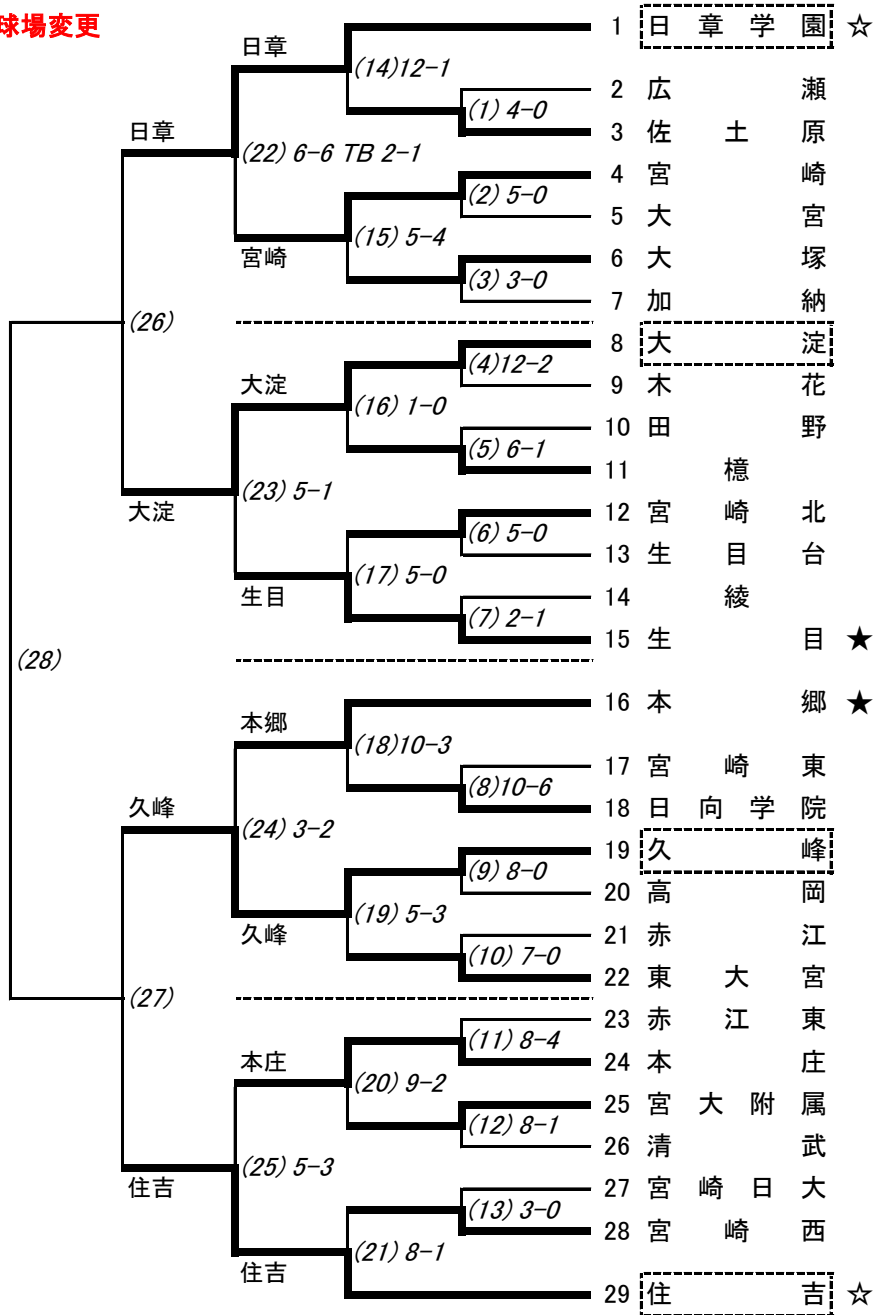 球場変更
1 日章学園 ☆
日章
(14)12-1
2 広瀬
(1) 4-0
3 佐土原
日章
(22) 6-6 TB 2-1
4 宮崎
(2) 5-0
5 大宮
(15) 5-4
宮崎
6 大塚
(3) 3-0
7 加納
(26)
8 大淀
(4)12-2
9 木花
大淀
(16) 1-0
10 田野
(5) 6-1
11 檍
(23) 5-1
大淀
12 宮崎北
(6) 5-0
13 生目台
(17) 5-0
生目
14 綾
(7) 2-1
15 生目 ★
(28)
16 本郷 ★
本郷
(18)10-3
17 宮崎東
(8)10-6
18 日向学院
久峰
(24) 3-2
19 久峰
(9) 8-0
20 高岡
(19) 5-3
久峰
21 赤江
(10) 7-0
22 東大宮
(27)
23 赤江東
(11) 8-4
24 本庄
本庄
(20) 9-2
25 宮大附属
(12) 8-1
26 清武
(25) 5-3
住吉
27 宮崎日大
(13) 3-0
28 宮崎西
(21) 8-1
住吉
29 住吉 ☆